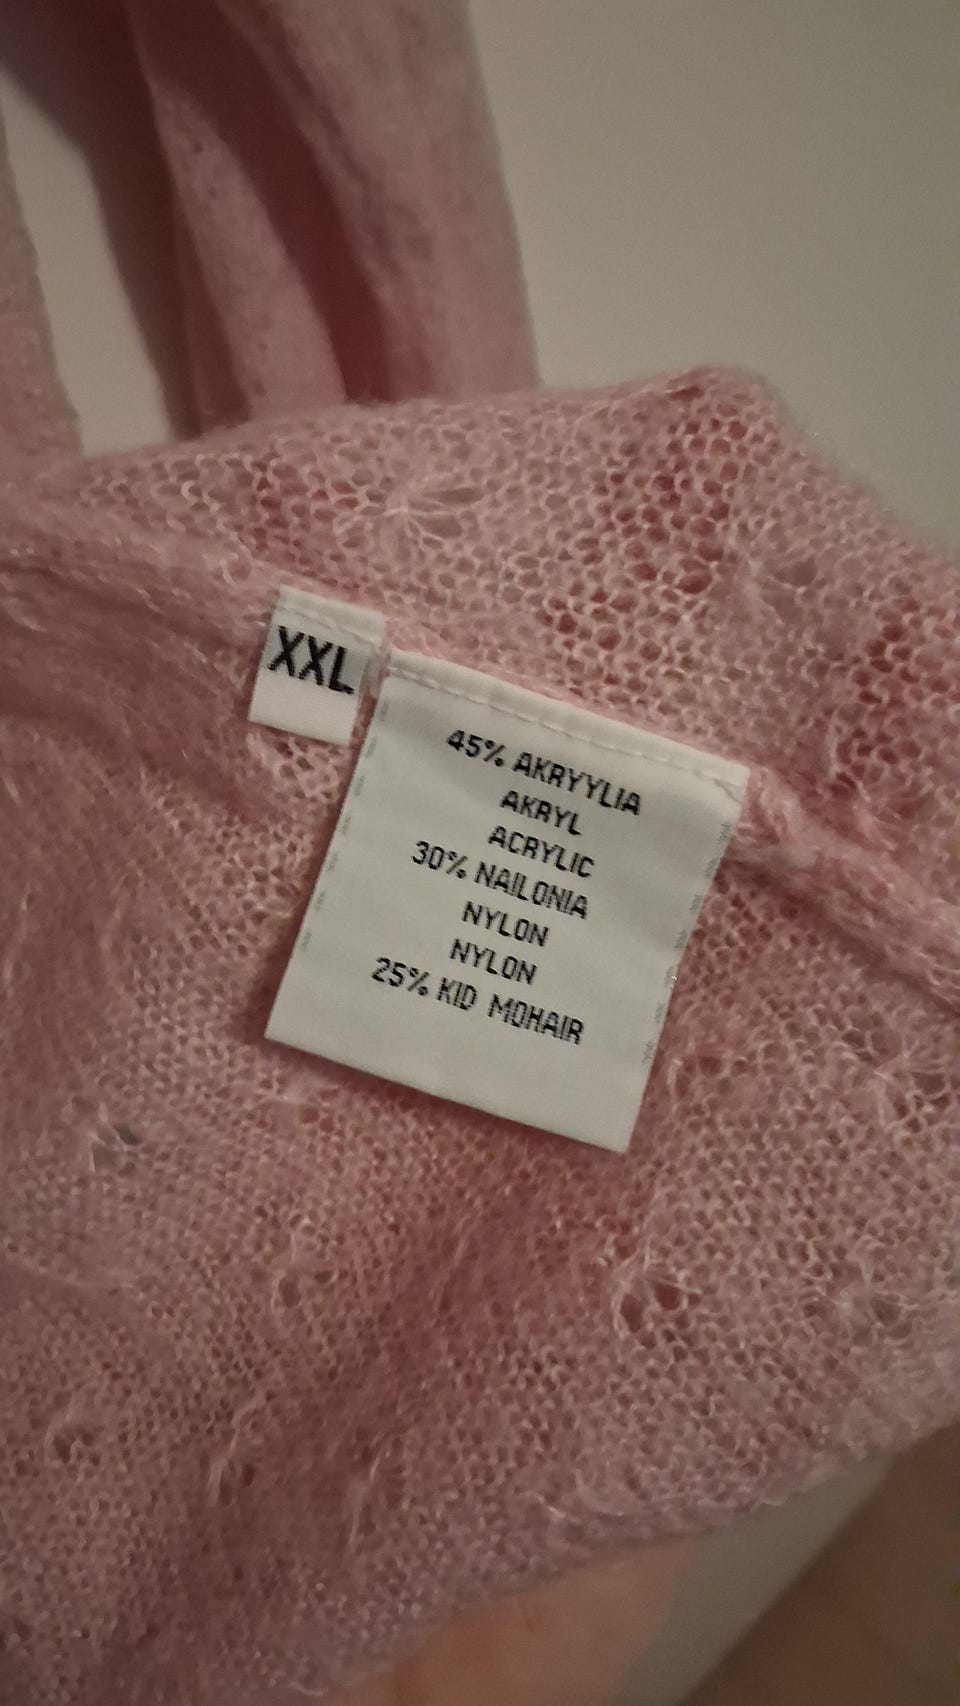 XXL
45% AKRYYLIA
AKRYL
ACRYLIC
30% NAILONIA
NYLON
NYLON
25% KID MOHAIR